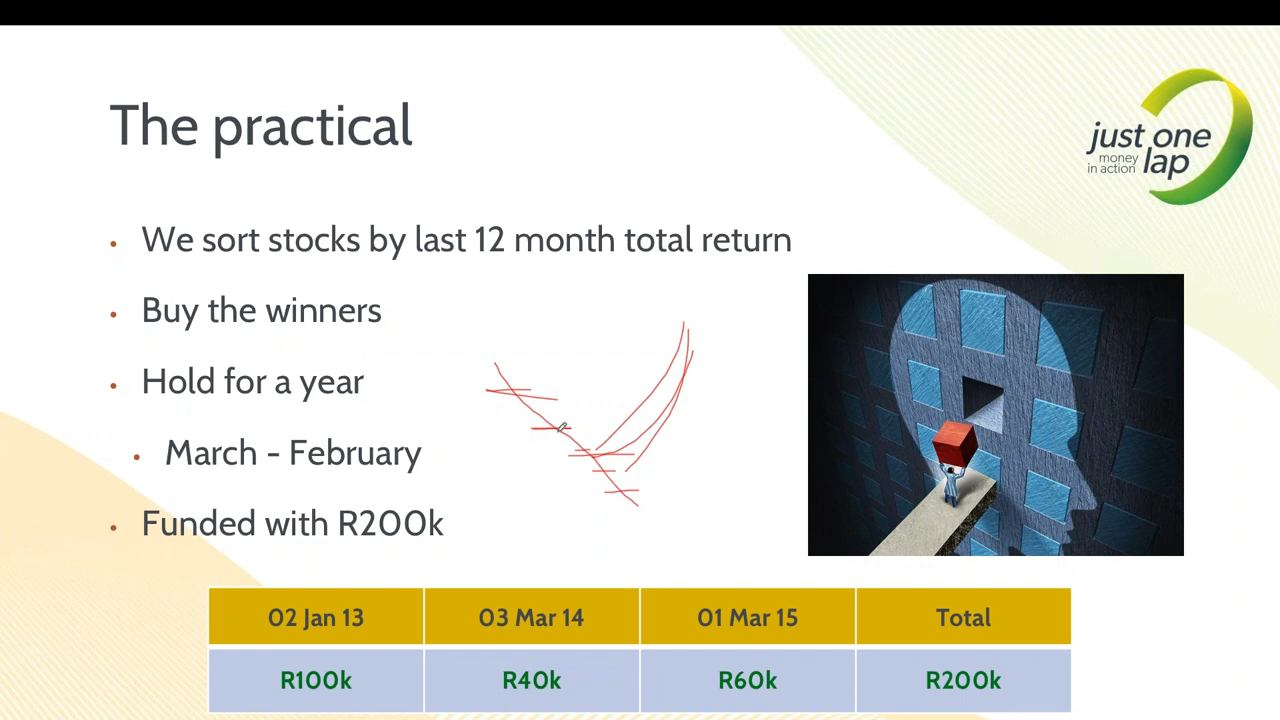 The practical
just one
money
in action lap
• We sort stocks by last 12 month total return
• Buy the winners
• Hold for a year
• March - February
• Funded with R200k
02 Jan 13 03 Mar 14 01 Mar 15 Total
R100k R40k R60k R200k